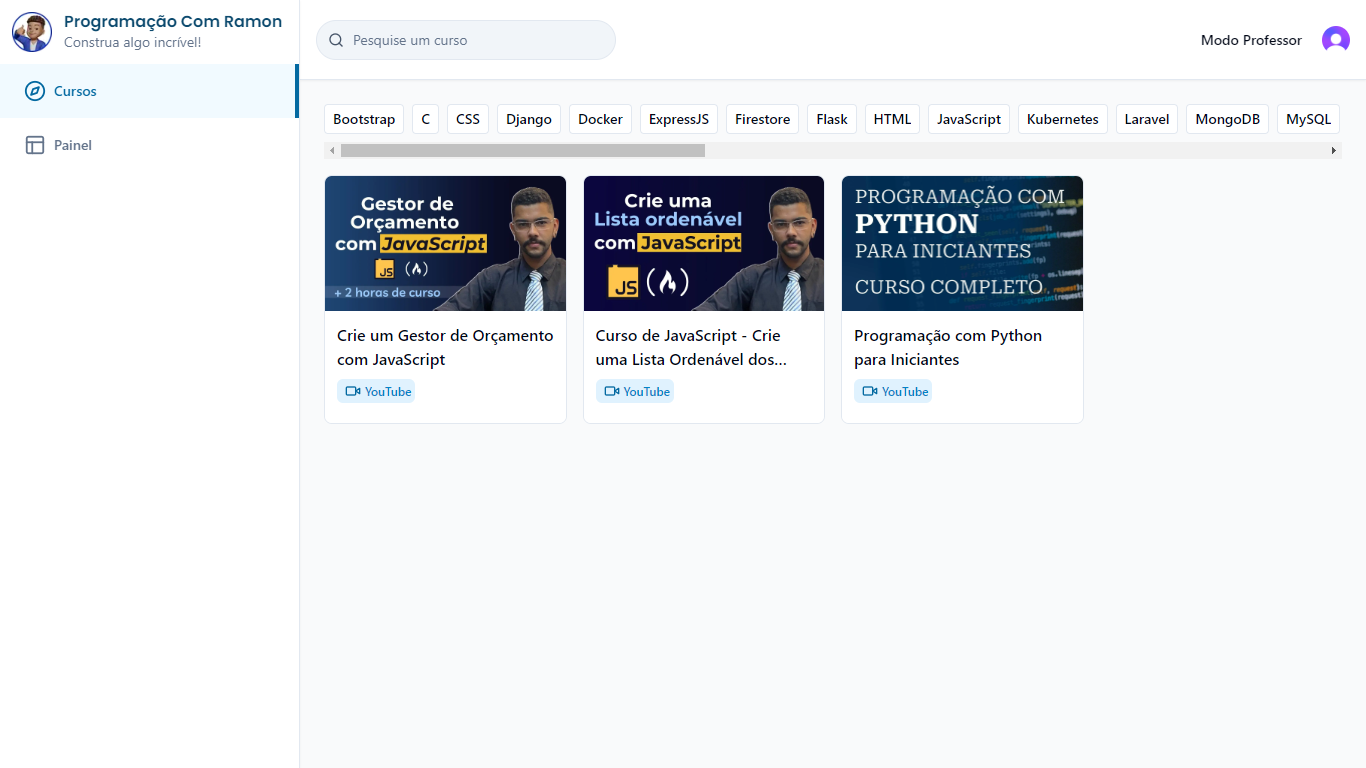 Programação Com Ramon
Construa algo incrível!
Pesquise um curso
Modo Professor
Cursos
Painel
Bootstrap C CSS Django Docker ExpressJS Firestore Flask HTML JavaScript Kubernetes Laravel MongoDB MySQL
Gestor de
Orçamento
com JavaScript
JS
+ 2 horas de curso
Crie um Gestor de Orçamento
com JavaScript
YouTube
Crie uma
Lista ordenável
com JavaScript
JS
Curso de JavaScript - Crie
uma Lista Ordenável dos...
YouTube
PROGRAMAÇÃO COM
PYTHON
PARA INICIANTES
CURSO COMPLETO
Programação com Python
para Iniciantes
YouTube